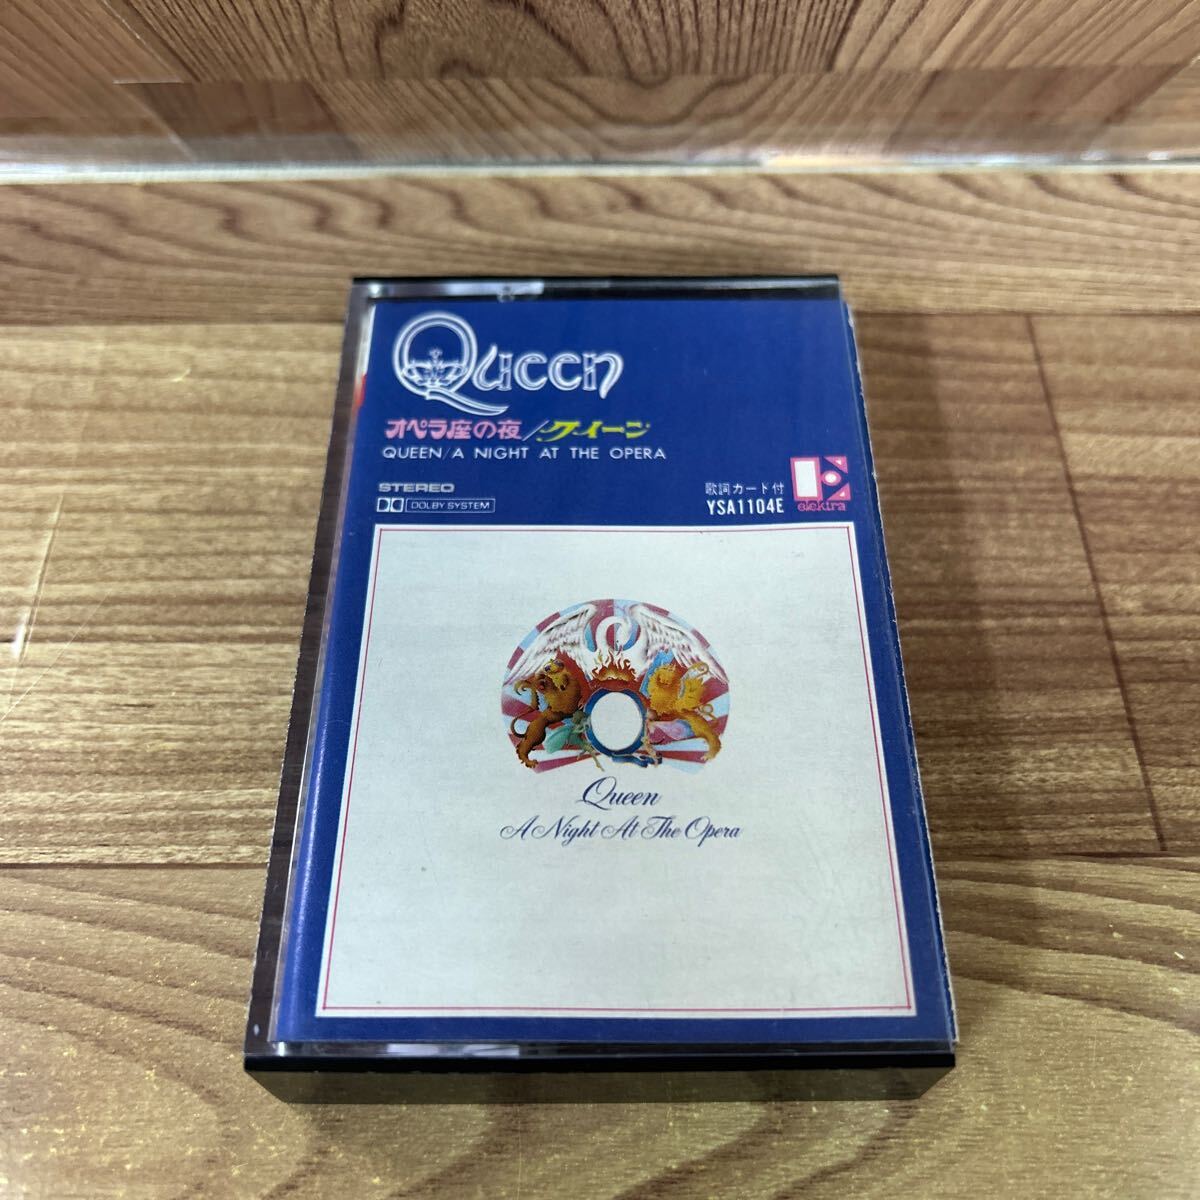 Queen
オペラ座の夜/クイーン
QUEEN/A NIGHT AT THE OPERA
STEREO
DOLBY SYSTEM
歌詞カード付
YSA1104E
elektra
Queen
A Night At The Opera